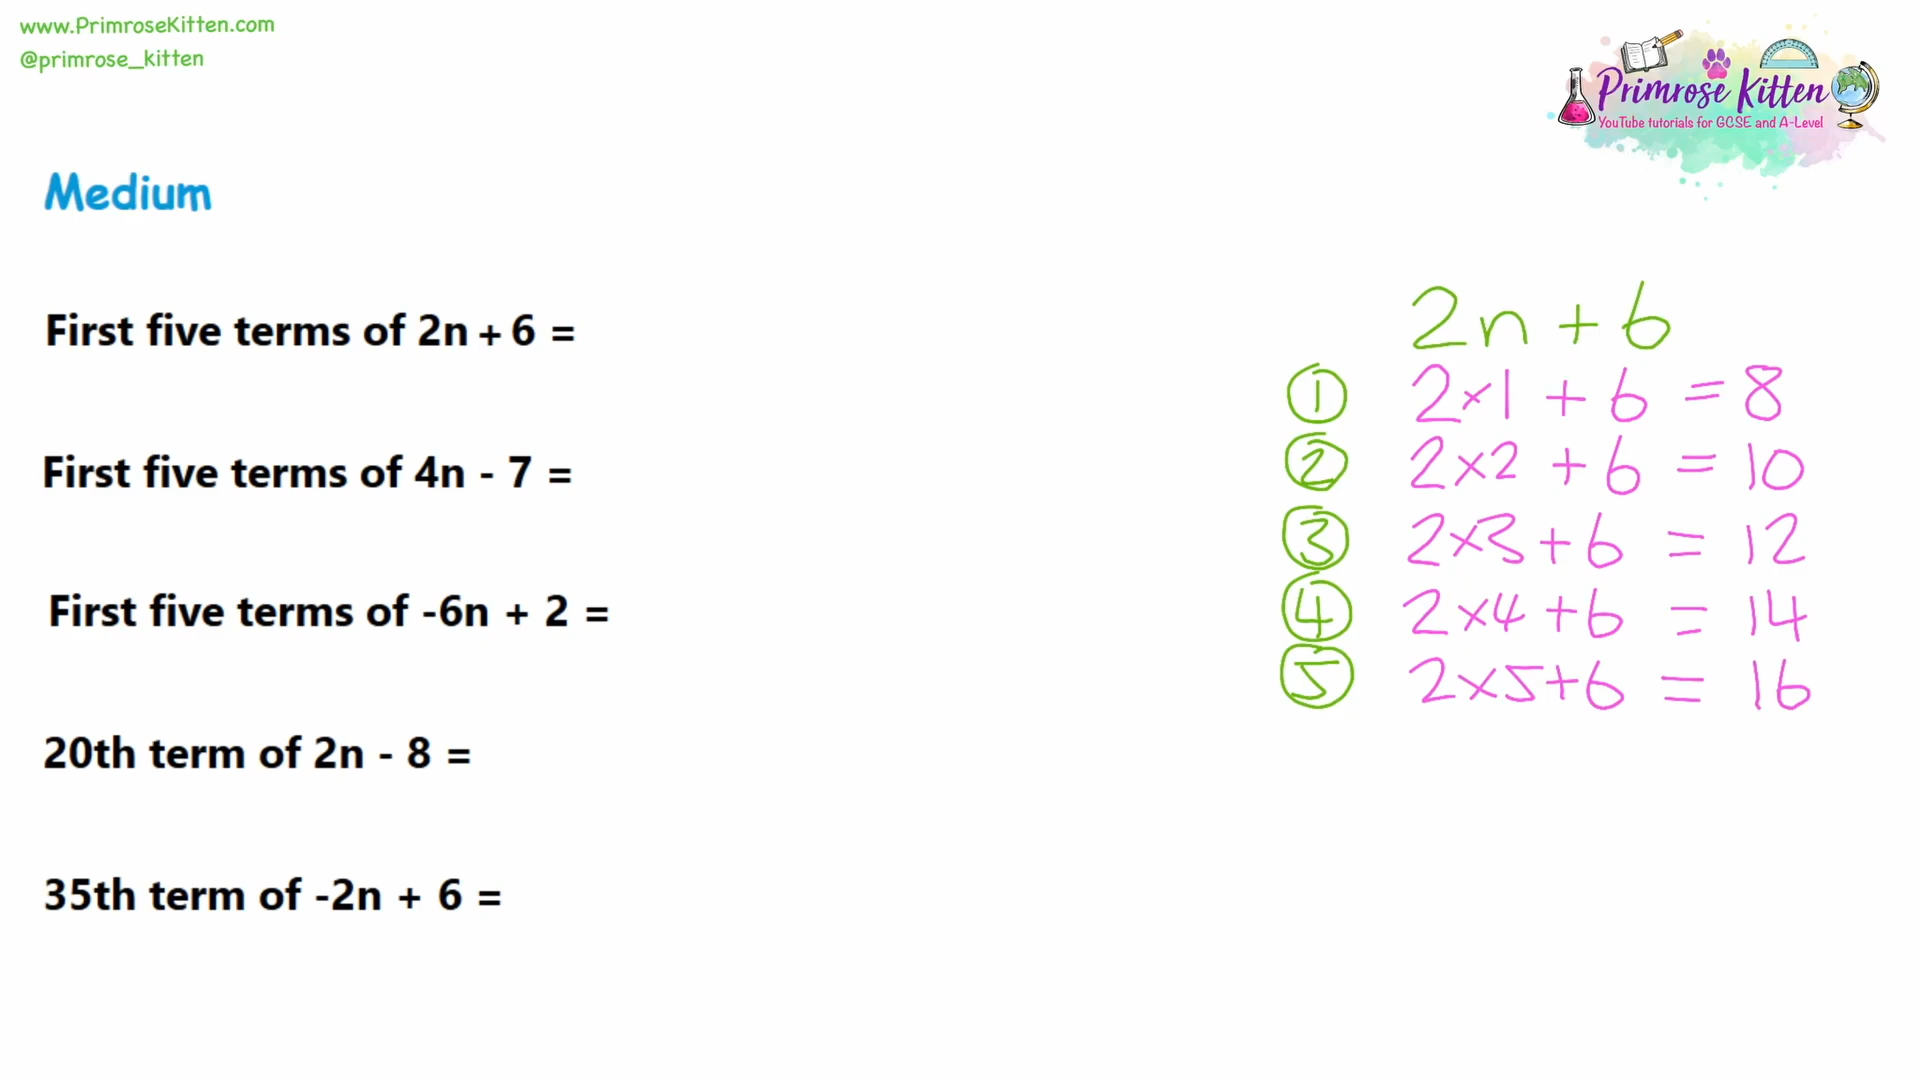 www.PrimroseKitten.com
@primrose_kitten
Primrose Kitten
YouTube tutorials for GCSE and A-Level
Medium
First five terms of 2n + 6 =
First five terms of 4n - 7 =
First five terms of -6n + 2 =
20th term of 2n - 8 =
35th term of -2n + 6 =
2n + 6
1 2×1 + 6 = 8
2 2×2 + 6 = 10
3 2×3 + 6 = 12
4 2×4 + 6 = 14
5 2×5 + 6 = 16